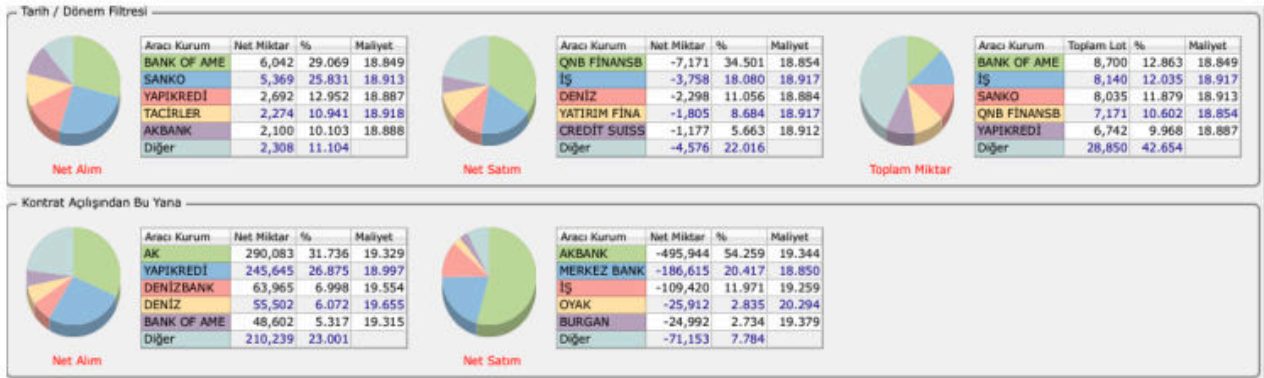 Tarih / Dönem Filtresi
Aracı Kurum Net Miktar % Maliyet
BANK OF AME 6,042 29.069 18.849
SANKO 5,369 25.831 18.913
YAPIKREDİ 2,692 12.952 18.887
TACİRLER 2,274 10.941 18.918
AKBANK 2,100 10.103 18.888
Diğer 2,308 11.104
Net Alım
Aracı Kurum Net Miktar % Maliyet
QNB FİNANSB -7,171 34.501 18.854
İŞ -3,758 18.080 18.917
DENİZ -2,298 11.056 18.884
YATIRIM FİNA -1,805 8.684 18.917
CREDİT SUISS -1,177 5.663 18.912
Diğer -4,576 22.016
Net Satım
Aracı Kurum Toplam Lot % Maliyet
BANK OF AME 8,700 12.863 18.849
İŞ 8,140 12.035 18.917
SANKO 8,035 11.879 18.913
QNB FİNANSB 7,171 10.602 18.854
YAPIKREDİ 6,742 9.968 18.887
Diğer 28,850 42.654
Toplam Miktar
Kontrat Açılışından Bu Yana
Aracı Kurum Net Miktar % Maliyet
AK 290,083 31.736 19.329
YAPIKREDİ 245,645 26.875 18.997
DENİZBANK 63,965 6.998 19.554
DENİZ 55,502 6.072 19.655
BANK OF AME 48,602 5.317 19.315
Diğer 210,239 23.001
Net Alım
Aracı Kurum Net Miktar % Maliyet
AKBANK -495,944 54.259 19.344
MERKEZ BANK -186,615 20.417 18.850
İŞ -109,420 11.971 19.259
OYAK -25,912 2.835 20.294
BURGAN -24,992 2.734 19.379
Diğer -71,153 7.784
Net Satım